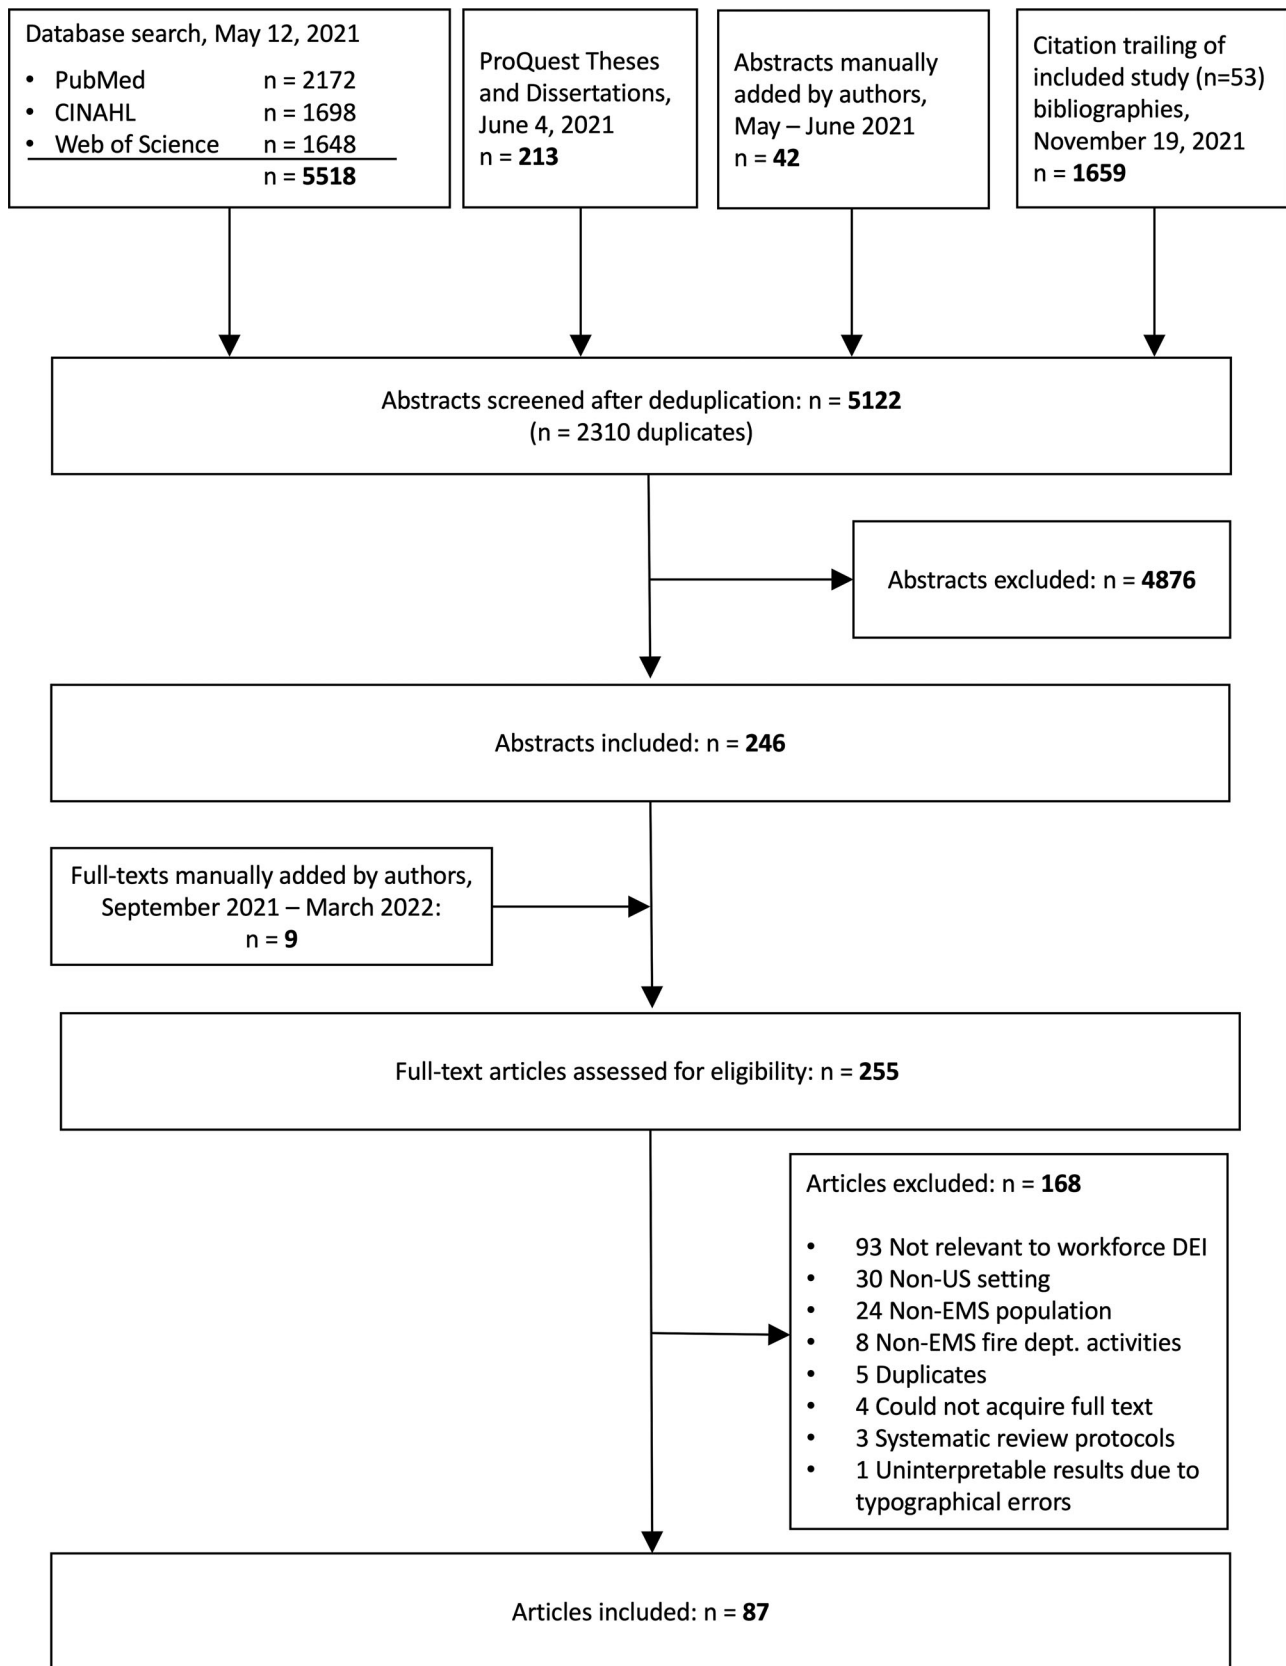 Database search, May 12, 2021
• PubMed n = 2172
• CINAHL n = 1698
• Web of Science n = 1648
n = 5518
ProQuest Theses
and Dissertations,
June 4, 2021
n = 213
Abstracts manually
added by authors,
May – June 2021
n = 42
Citation trailing of
included study (n=53)
bibliographies,
November 19, 2021
n = 1659
Abstracts screened after deduplication: n = 5122
(n = 2310 duplicates)
Abstracts excluded: n = 4876
Abstracts included: n = 246
Full-texts manually added by authors,
September 2021 – March 2022:
n = 9
Full-text articles assessed for eligibility: n = 255
Articles excluded: n = 168
• 93 Not relevant to workforce DEI
• 30 Non-US setting
• 24 Non-EMS population
• 8 Non-EMS fire dept. activities
• 5 Duplicates
• 4 Could not acquire full text
• 3 Systematic review protocols
• 1 Uninterpretable results due to
typographical errors
Articles included: n = 87